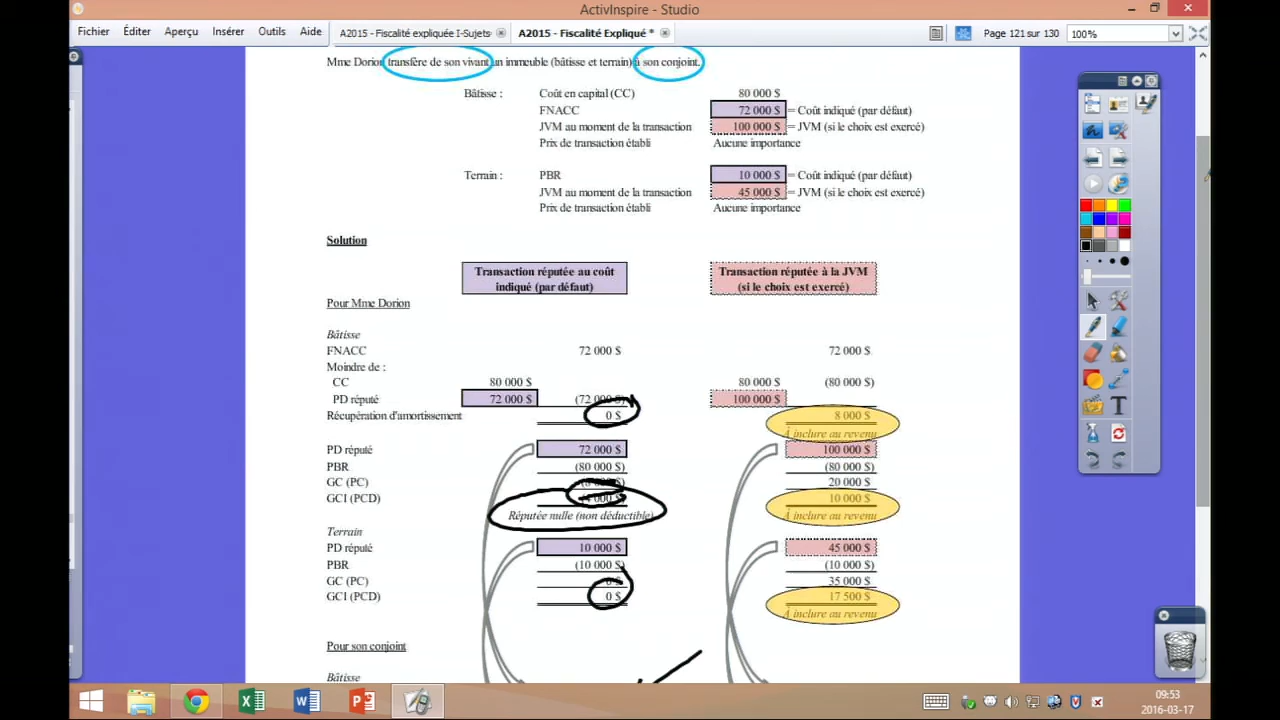 ActivInspire - Studio
Fichier Éditer Aperçu Insérer Outils Aide A2015 - Fiscalité expliquée I-Sujets A2015 - Fiscalité Expliqué * Page 121 sur 130 100%
Mme Dorion transfère de son vivant un immeuble (bâtisse et terrain) à son conjoint.
Bâtisse : Coût en capital (CC) 80 000 $
FNACC 72 000 $ = Coût indiqué (par défaut)
JVM au moment de la transaction 100 000 $ = JVM (si le choix est exercé)
Prix de transaction établi Aucune importance
Terrain : PBR 10 000 $ = Coût indiqué (par défaut)
JVM au moment de la transaction 45 000 $ = JVM (si le choix est exercé)
Prix de transaction établi Aucune importance
Solution
Transaction réputée au coût Transaction réputée à la JVM
indiqué (par défaut) (si le choix est exercé)
Pour Mme Dorion
Bâtisse
FNACC 72 000 $ 72 000 $
Moindre de :
CC 80 000 $ 80 000 $ (80 000 $)
PD réputé 72 000 $ (72 000 $) 100 000 $
Récupération d'amortissement 0 $ 8 000 $
À inclure au revenu
PD réputé 72 000 $ 100 000 $
PBR (80 000 $) (80 000 $)
GC (PC) (8 000 $) 20 000 $
GCI (PCD) (4 000 $) 10 000 $
Réputée nulle (non déductible) À inclure au revenu
Terrain
PD réputé 10 000 $ 45 000 $
PBR (10 000 $) (10 000 $)
GC (PC) 0 $ 35 000 $
GCI (PCD) 0 $ 17 500 $
À inclure au revenu
Pour son conjoint
Bâtisse
09:53
2016-03-17